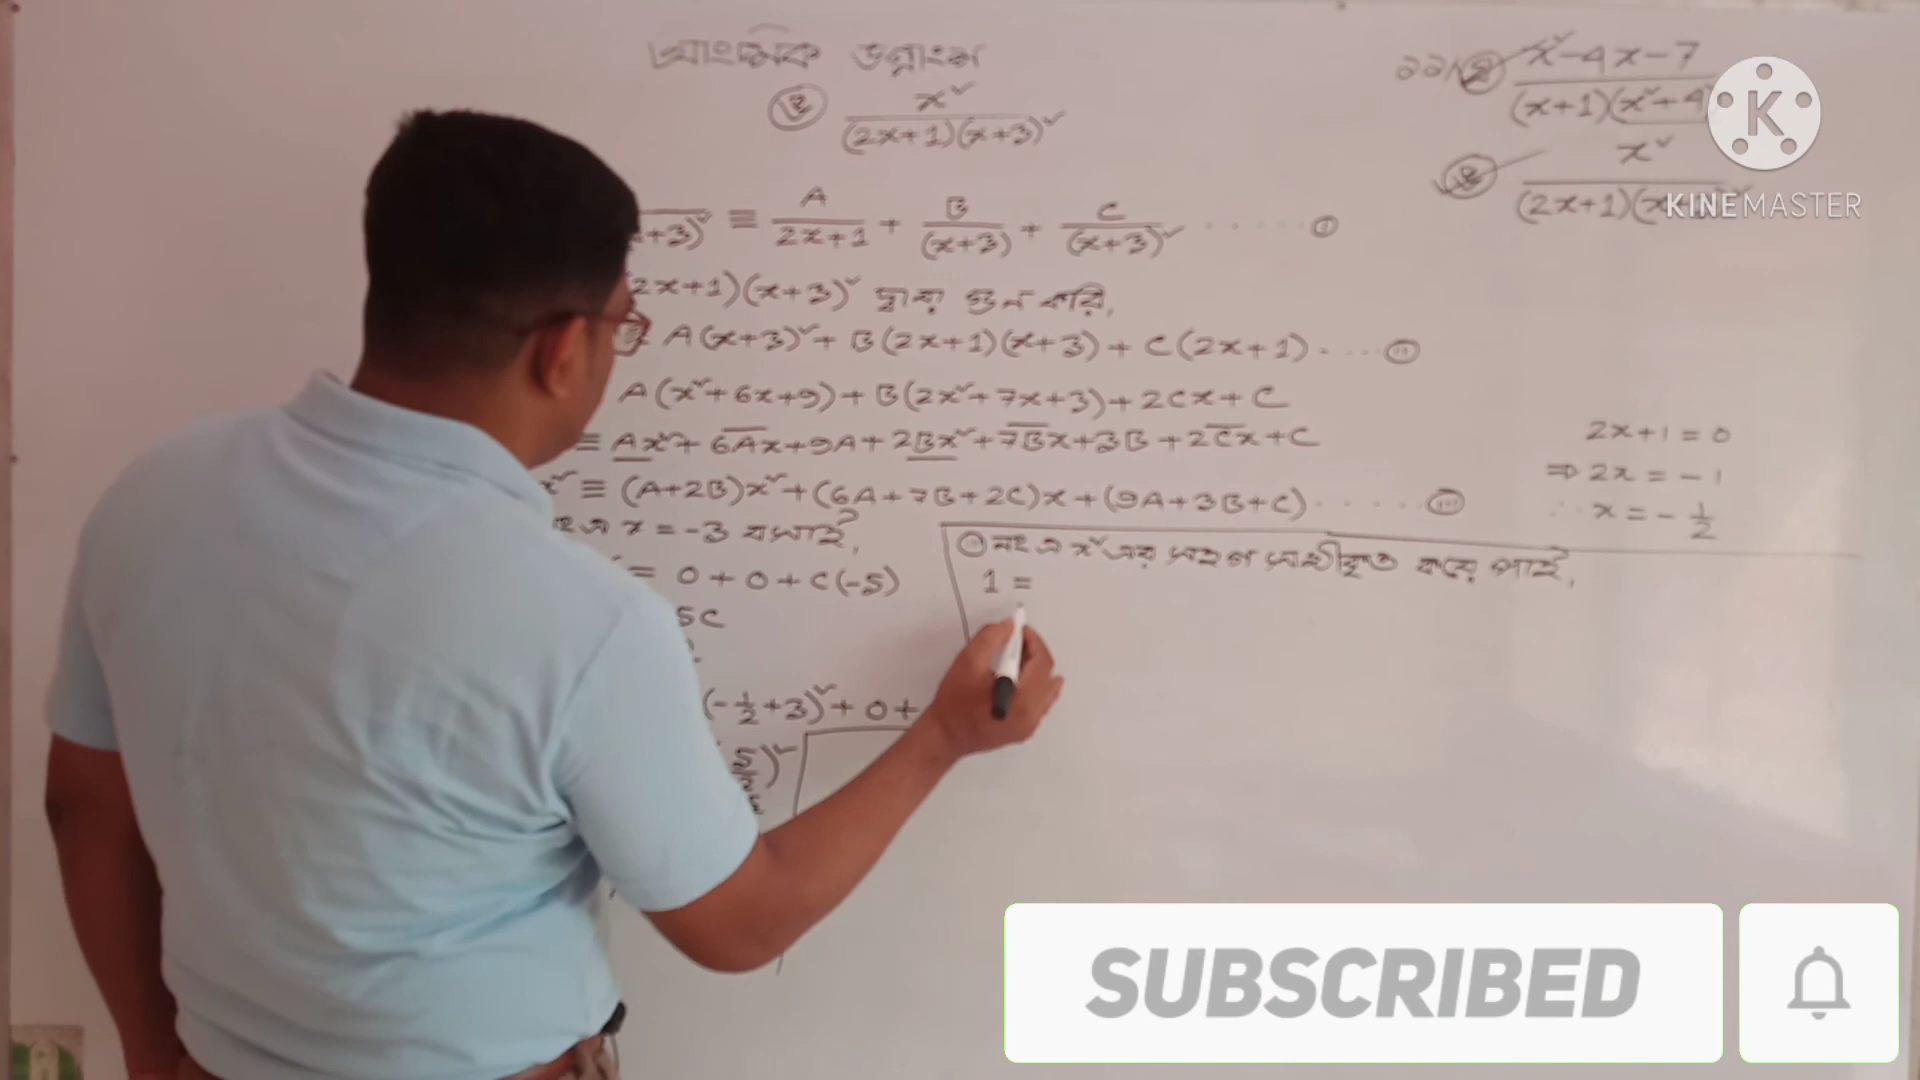 আংশিক ভগ্নাংশ
x²-4x-7
(x+1)(x²+4
x²
(2x+1)(x+3)²
x²
(2x+1)(x
K
KINEMASTER
x+3)² ≡ A/2x+1 + B/(x+3) + C/(x+3)² ..... (i)
2x+1)(x+3)² দ্বারা গুন করি,
A(x+3)² + B(2x+1)(x+3) + C(2x+1) .... (ii)
A(x²+6x+9) + B(2x²+7x+3) + 2Cx + C
≡ Ax² + 6Ax + 9A + 2Bx² + 7Bx + 3B + 2Cx + C
x² ≡ (A+2B)x² + (6A+7B+2C)x + (9A+3B+C) ..... (iii)
এ x = -3 বসাই,
= 0 + 0 + C(-5)
5C
(-1/2+3)² + 0 +
নং এ x² এর সহগ সমীকৃত করে পাই,
1 =
2x+1 = 0
⇒ 2x = -1
∴ x = -1/2
SUBSCRIBED